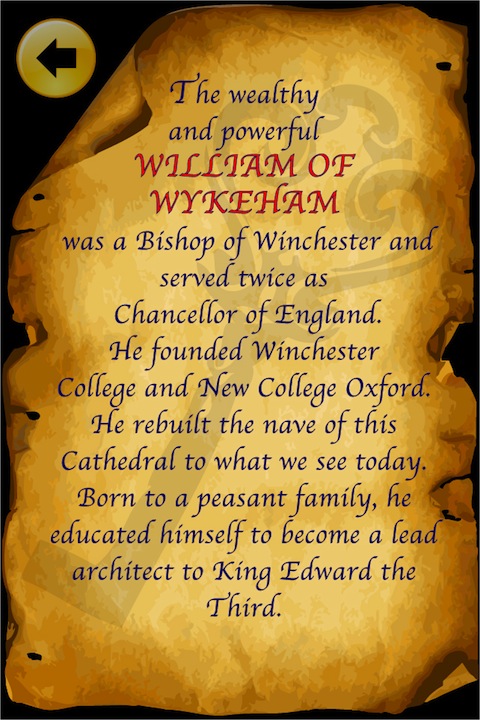 The wealthy
and powerful
WILLIAM OF
WYKEHAM
was a Bishop of Winchester and
served twice as
Chancellor of England.
He founded Winchester
College and New College Oxford.
He rebuilt the nave of this
Cathedral to what we see today.
Born to a peasant family, he
educated himself to become a lead
architect to King Edward the
Third.